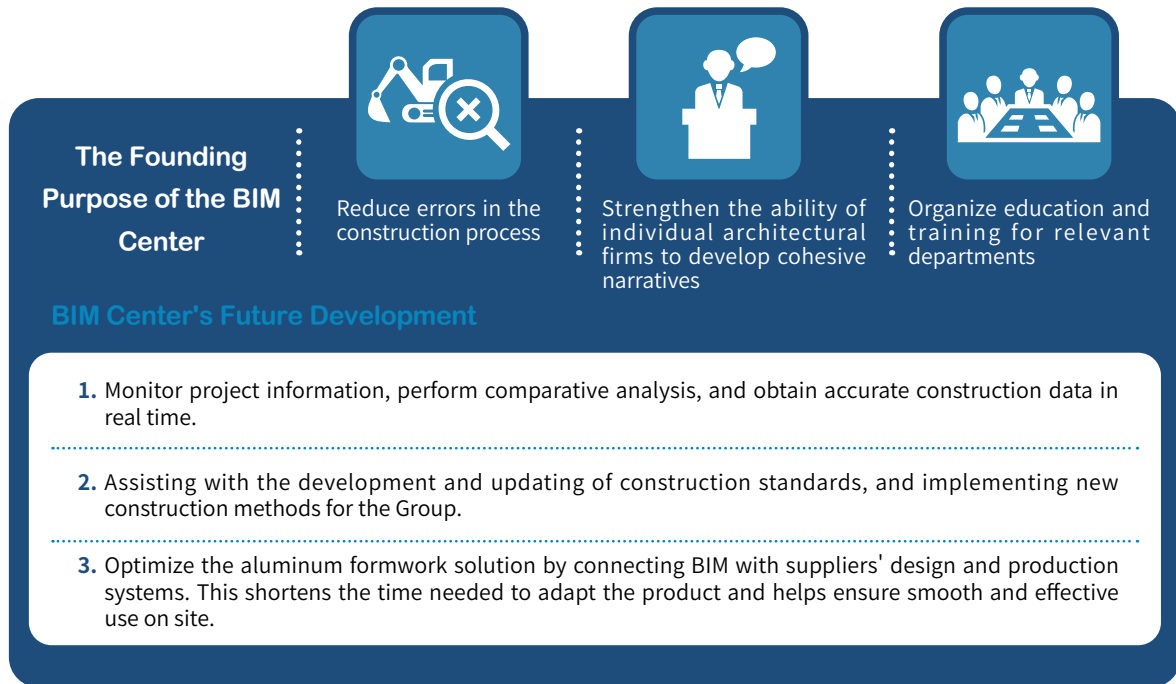 The Founding
Purpose of the BIM
Center
Reduce errors in the
construction process
Strengthen the ability of
individual architectural
firms to develop cohesive
narratives
Organize education and
training for relevant
departments
BIM Center's Future Development
1. Monitor project information, perform comparative analysis, and obtain accurate construction data in
real time.
2. Assisting with the development and updating of construction standards, and implementing new
construction methods for the Group.
3. Optimize the aluminum formwork solution by connecting BIM with suppliers' design and production
systems. This shortens the time needed to adapt the product and helps ensure smooth and effective
use on site.